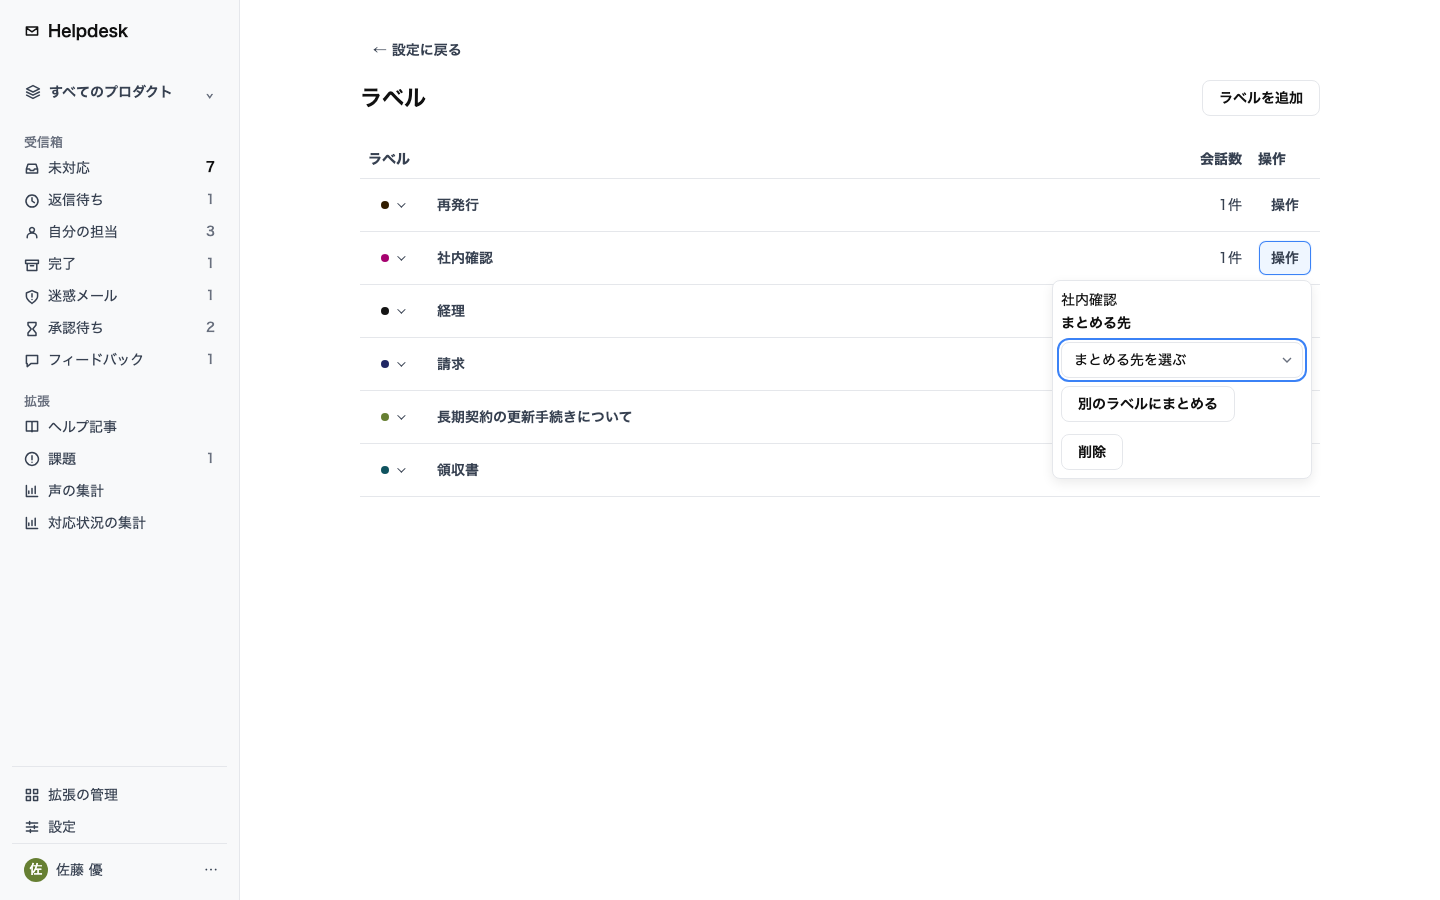 Helpdesk
すべてのプロダクト
受信箱
未対応 7
返信待ち 1
自分の担当 3
完了 1
迷惑メール 1
承認待ち 2
フィードバック 1
拡張
ヘルプ記事
課題 1
声の集計
対応状況の集計
拡張の管理
設定
佐 佐藤 優 …
← 設定に戻る
ラベル
ラベルを追加
ラベル 会話数 操作
再発行 1件 操作
社内確認 1件 操作
経理
請求
長期契約の更新手続きについて
領収書
社内確認
まとめる先
まとめる先を選ぶ
別のラベルにまとめる
削除